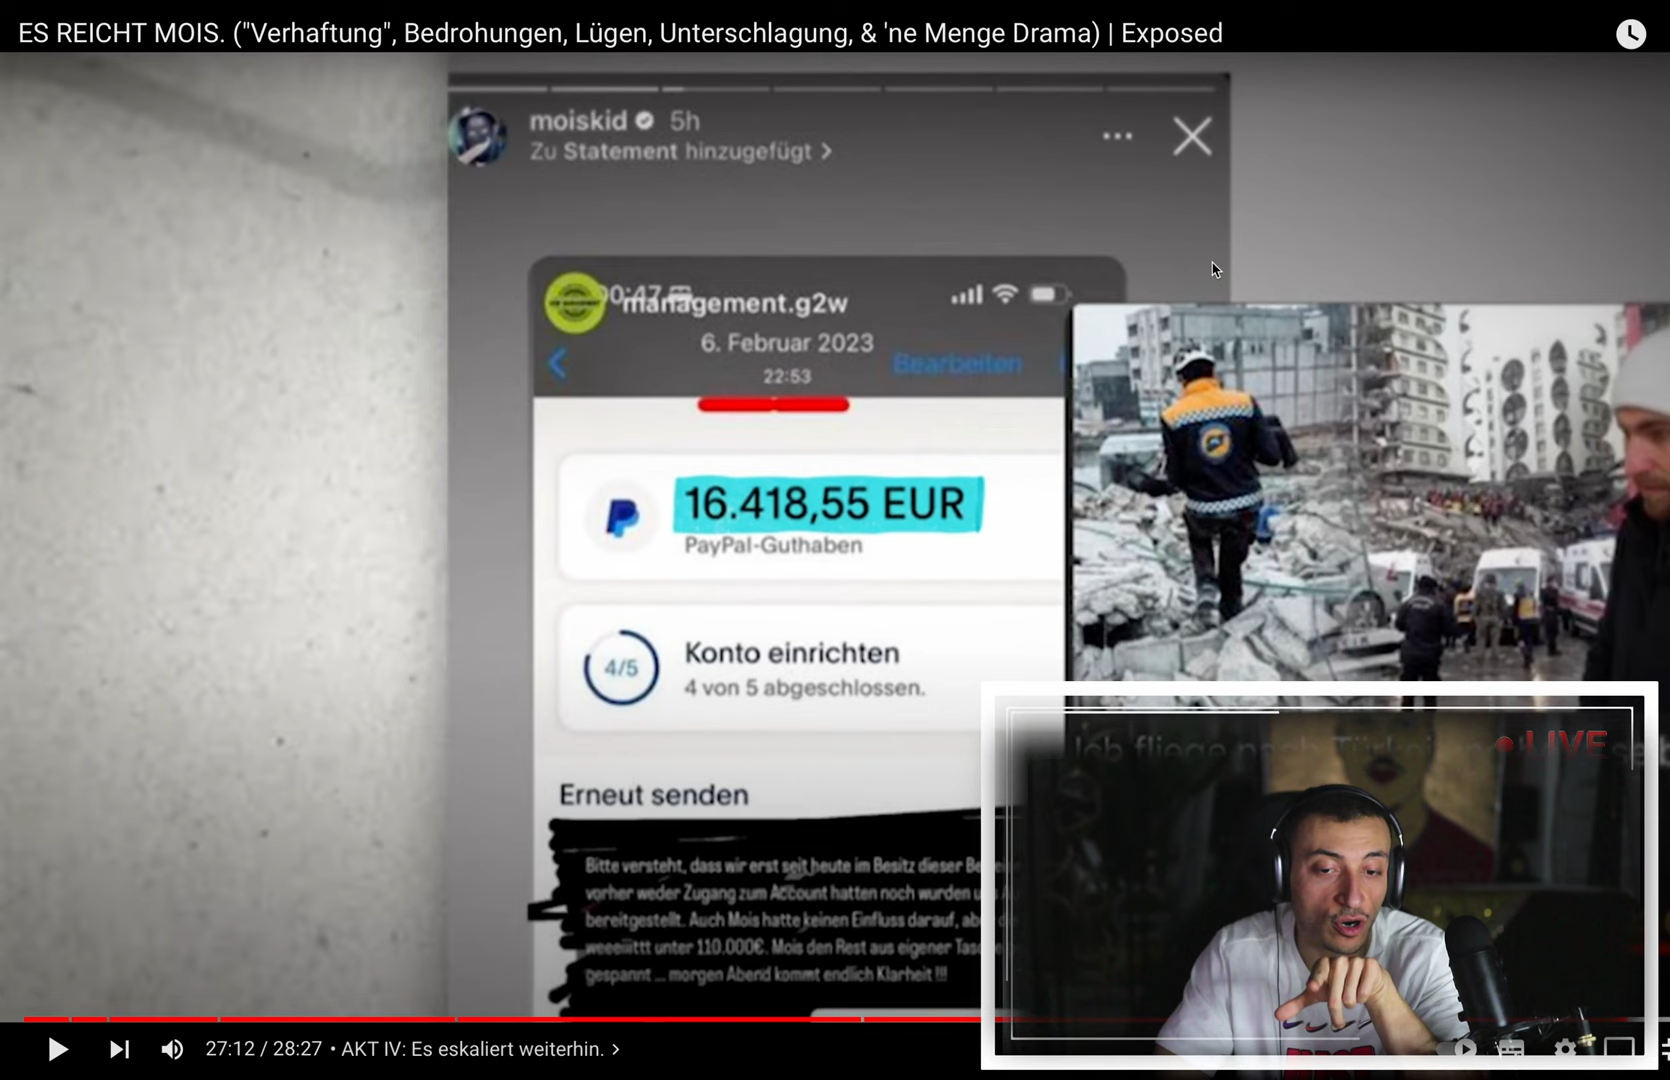 ES REICHT MOIS. ("Verhaftung", Bedrohungen, Lügen, Unterschlagung, & 'ne Menge Drama) | Exposed
moiskid 5h
Zu Statement hinzugefügt >
management.g2w
6. Februar 2023
22:53
Bearbeiten
16.418,55 EUR
PayPal-Guthaben
4/5
Konto einrichten
4 von 5 abgeschlossen.
Erneut senden
Bitte versteht, dass wir erst seit heute im Besitz dieser
vorher weder Zugang zum Account hatten noch wurden
bereitgestellt. Auch Mois hatte keinen Einfluss darauf,
weeeiiittt unter 110.000€. Mois den Rest aus eigener
gespannt ... morgen Abend kommt endlich Klarheit !!!
Ich fliege nach Türkei
LIVE
27:12 / 28:27 • AKT IV: Es eskaliert weiterhin. >